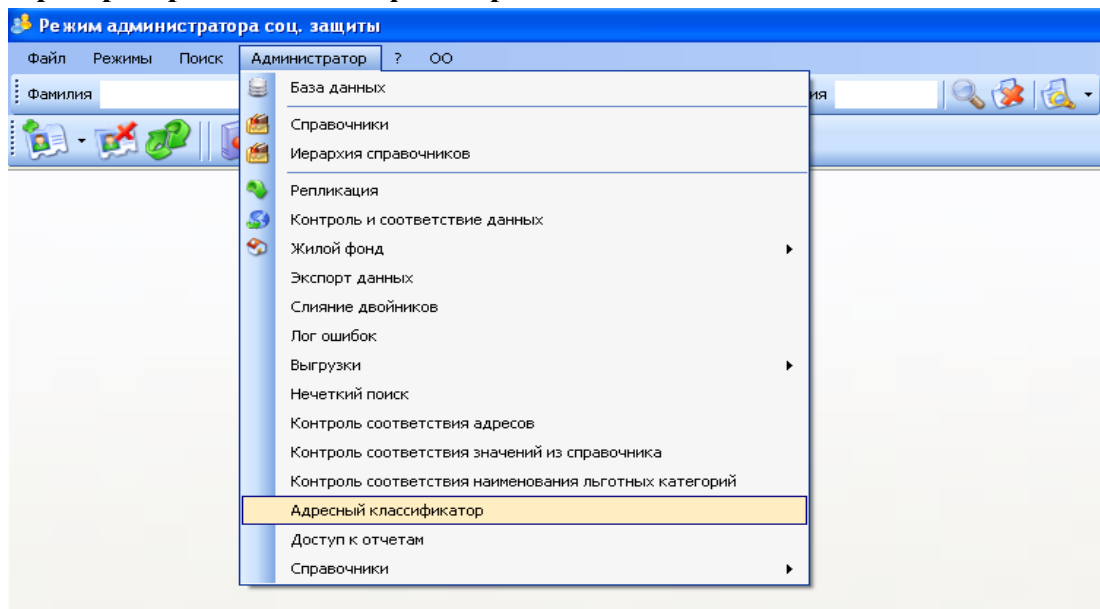 Режим администратора соц. защиты
Файл Режимы Поиск Администратор ? ОО
Фамилия ия
База данных
Справочники
Иерархия справочников
Репликация
Контроль и соответствие данных
Жилой фонд
Экспорт данных
Слияние двойников
Лог ошибок
Выгрузки
Нечеткий поиск
Контроль соответствия адресов
Контроль соответствия значений из справочника
Контроль соответствия наименования льготных категорий
Адресный классификатор
Доступ к отчетам
Справочники